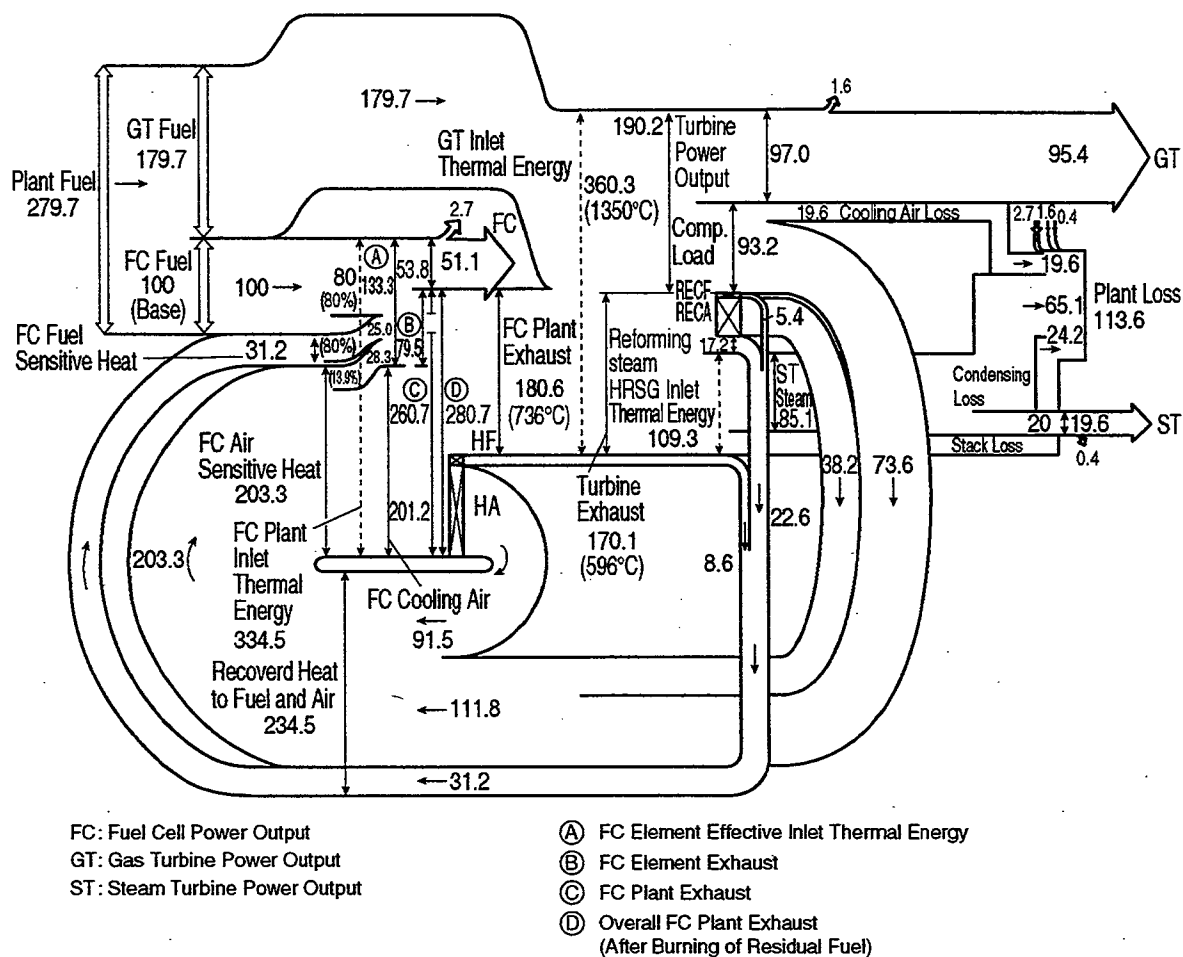 1.6
179.7
GT Fuel
179.7
190.2
Turbine
Power
Output
97.0
95.4
GT
GT Inlet
Thermal Energy
Plant Fuel
279.7
360.3
(1350°C)
2.7
FC
19.6
Cooling Air Loss
2.7
1.6
0.4
Comp.
Load
93.2
FC Fuel
100
(Base)
100
80
(80%)
Ⓐ
133.3
53.8
51.1
19.6
65.1
Plant Loss
113.6
24.2
RECF
RECA
5.4
FC Fuel
Sensitive Heat
31.2
(80%)
25.0
28.3
(13.9%)
Ⓑ
79.5
FC Plant
Exhaust
180.6
(736°C)
Reforming
steam
17.2
HRSG Inlet
Thermal Energy
109.3
ST
Steam
85.1
Condensing
Loss
20
19.6
ST
Stack Loss
0.4
Ⓒ
260.7
Ⓓ
280.7
HF
FC Air
Sensitive Heat
203.3
201.2
HA
Turbine
Exhaust
170.1
(596°C)
38.2
73.6
22.6
8.6
203.3
FC Plant
Inlet
Thermal
Energy
334.5
FC Cooling Air
91.5
Recoverd Heat
to Fuel and Air
234.5
111.8
31.2
FC: Fuel Cell Power Output
GT: Gas Turbine Power Output
ST: Steam Turbine Power Output
Ⓐ FC Element Effective Inlet Thermal Energy
Ⓑ FC Element Exhaust
Ⓒ FC Plant Exhaust
Ⓓ Overall FC Plant Exhaust
(After Burning of Residual Fuel)